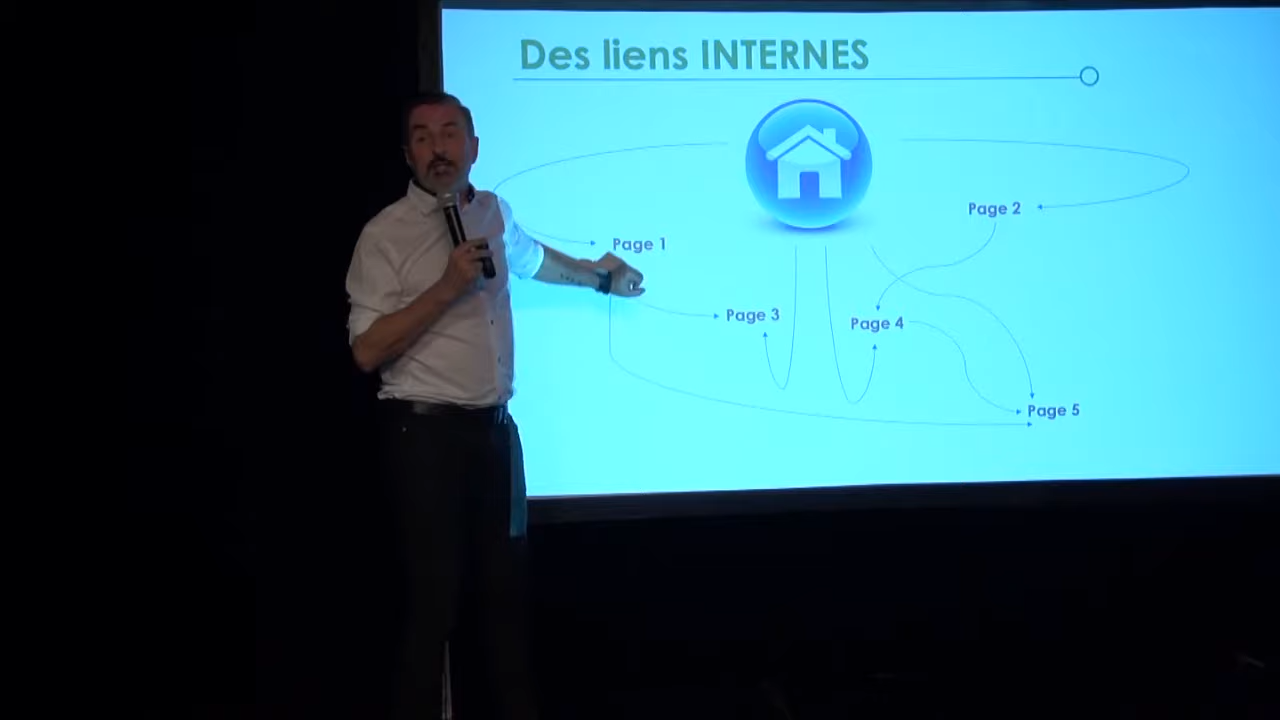 Des liens INTERNES
Page 2
Page 1
Page 3
Page 4
Page 5